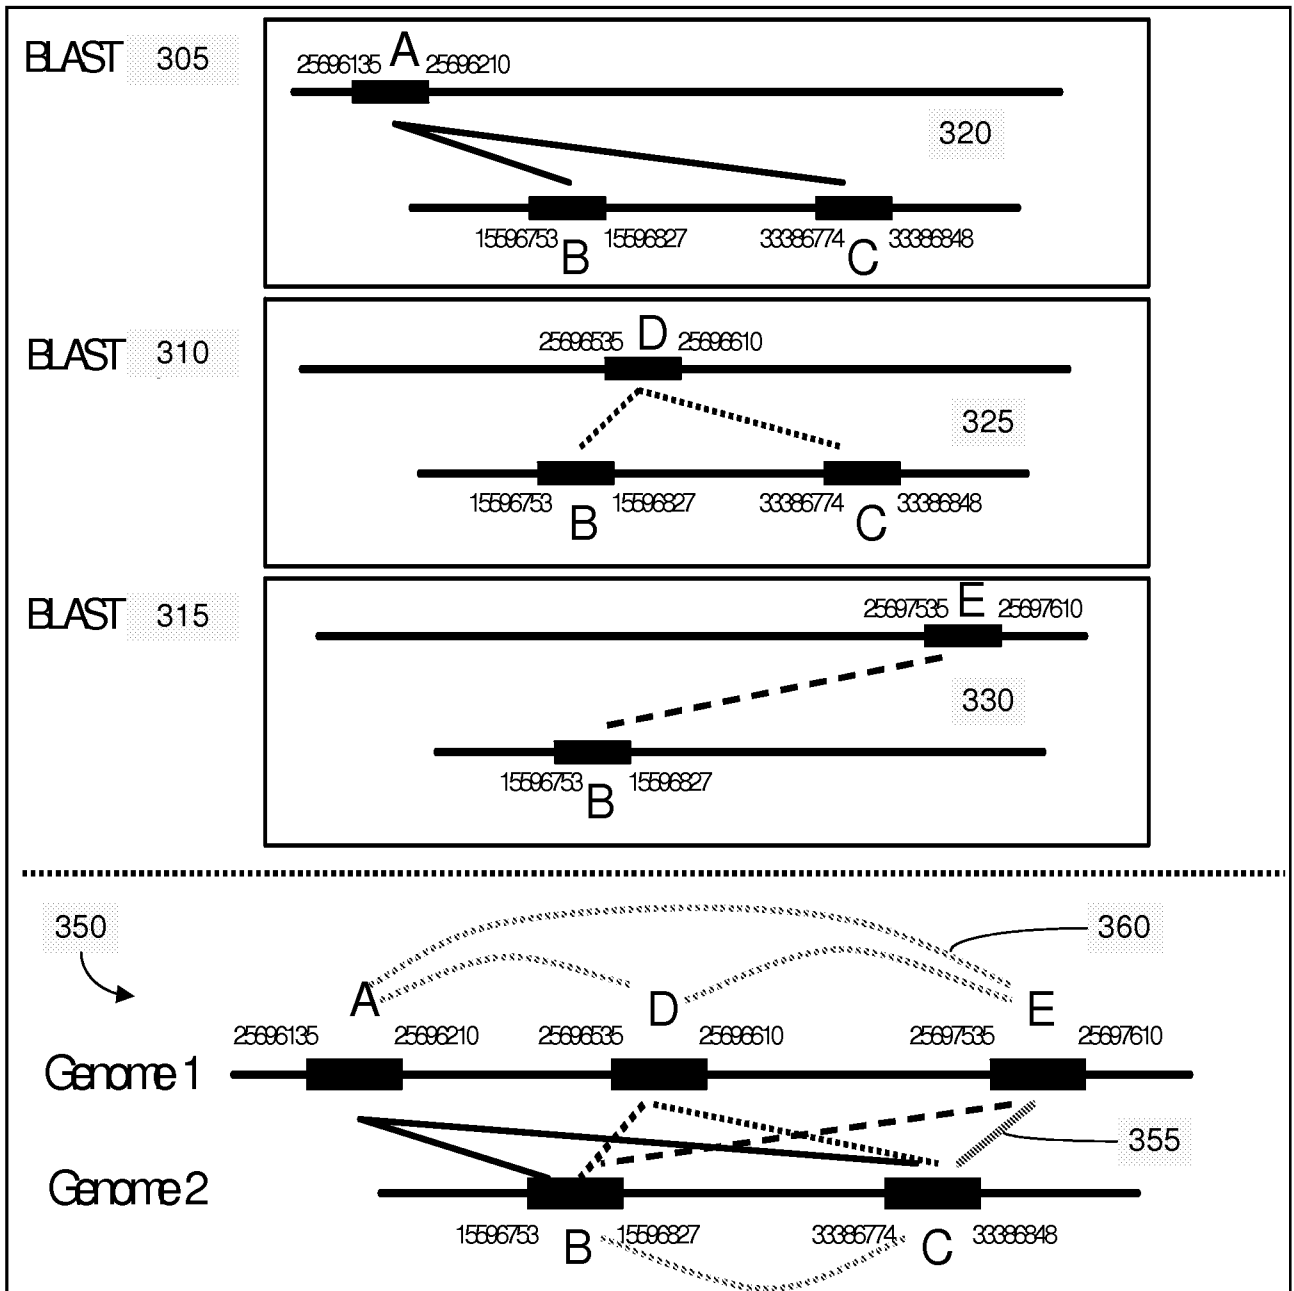 BLAST 305
A
25696135 25696210
320
15596753 15596827 33386774 33386848
B C
BLAST 310
D
25696535 25696610
325
15596753 15596827 33386774 33386848
B C
BLAST 315
E
25697535 25697610
330
15596753 15596827
B
350
360
A D E
25696135 25696210 25696535 25696610 25697535 25697610
Genome 1
355
Genome 2
15596753 15596827 33386774 33386848
B C